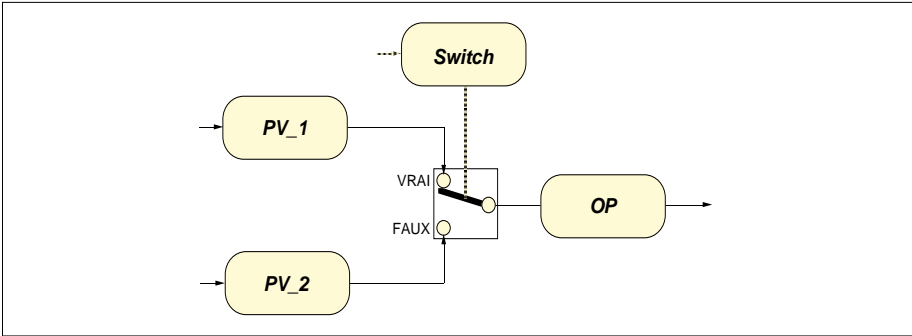 Switch
PV_1
VRAI
OP
FAUX
PV_2